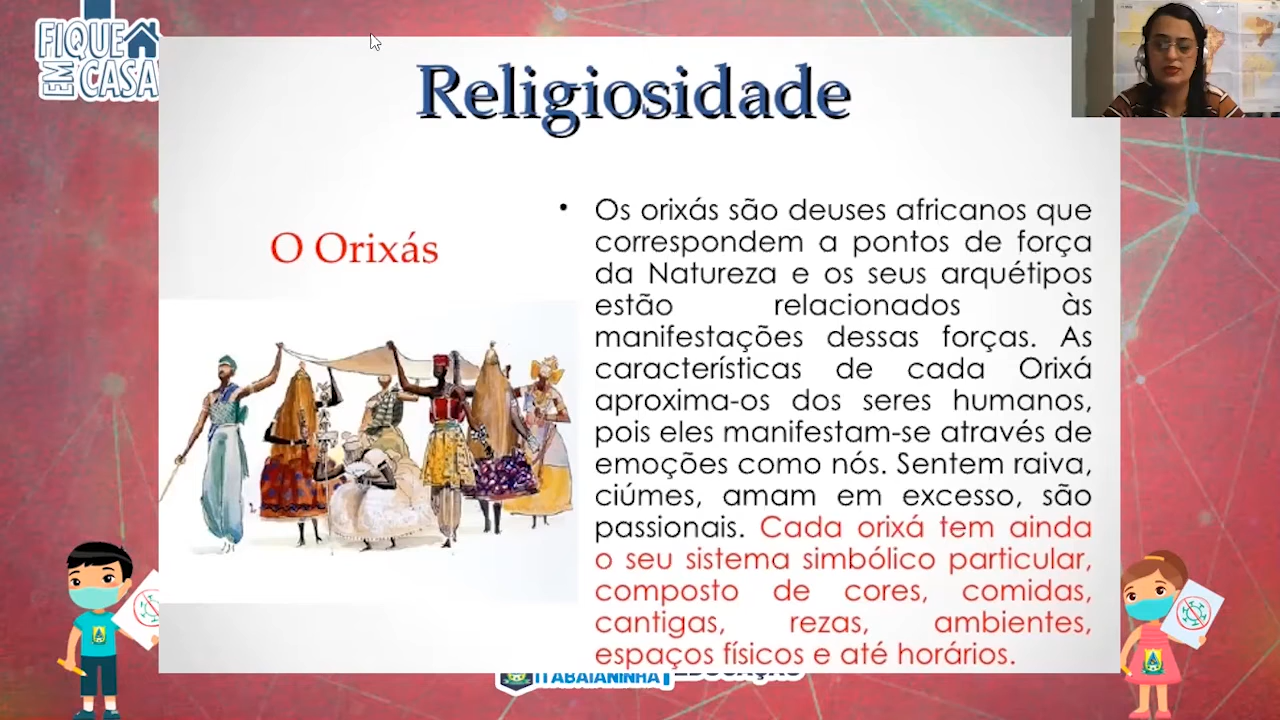 FIQUE
EM
CASA
Religiosidade
O Orixás
• Os orixás são deuses africanos que
correspondem a pontos de força
da Natureza e os seus arquétipos
estão relacionados às
manifestações dessas forças. As
características de cada Orixá
aproxima-os dos seres humanos,
pois eles manifestam-se através de
emoções como nós. Sentem raiva,
ciúmes, amam em excesso, são
passionais. Cada orixá tem ainda
o seu sistema simbólico particular,
composto de cores, comidas,
cantigas, rezas, ambientes,
espaços físicos e até horários.
ITABAIANINHA EDUCAÇÃO